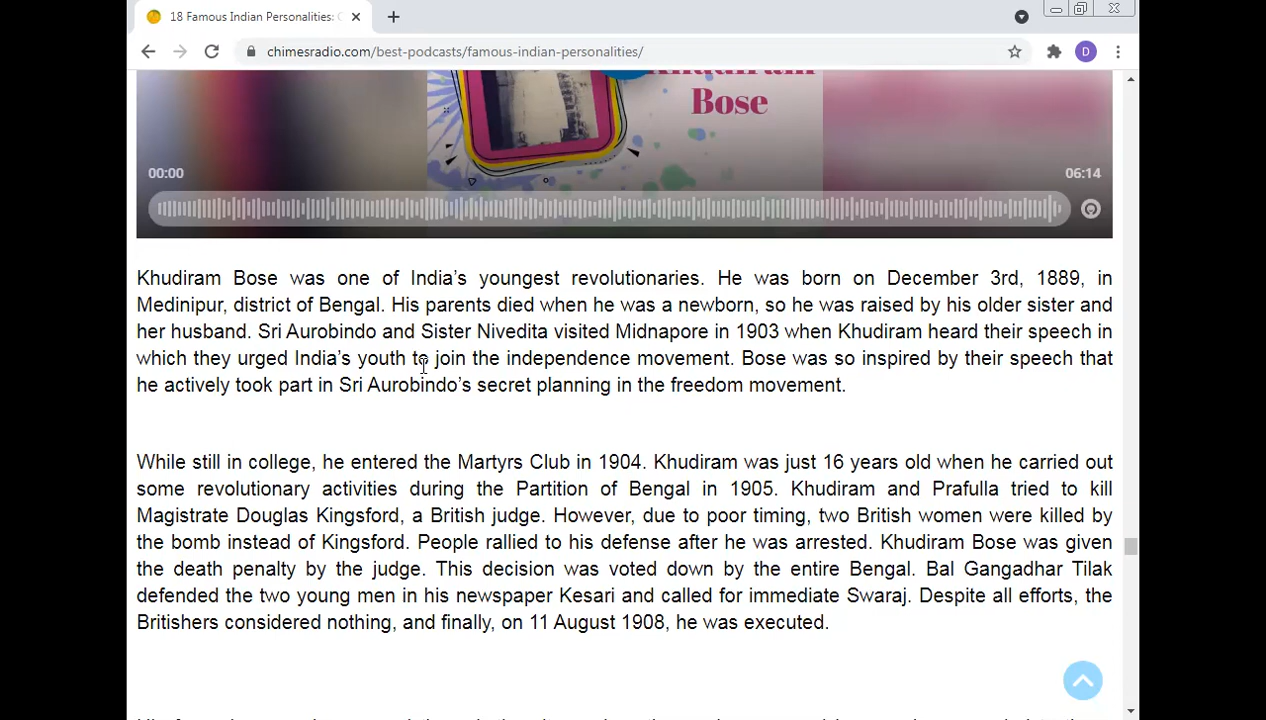 18 Famous Indian Personalities:
chimesradio.com/best-podcasts/famous-indian-personalities/
D
Bose
00:00
06:14
Khudiram Bose was one of India’s youngest revolutionaries. He was born on December 3rd, 1889, in
Medinipur, district of Bengal. His parents died when he was a newborn, so he was raised by his older sister and
her husband. Sri Aurobindo and Sister Nivedita visited Midnapore in 1903 when Khudiram heard their speech in
which they urged India’s youth to join the independence movement. Bose was so inspired by their speech that
he actively took part in Sri Aurobindo’s secret planning in the freedom movement.
While still in college, he entered the Martyrs Club in 1904. Khudiram was just 16 years old when he carried out
some revolutionary activities during the Partition of Bengal in 1905. Khudiram and Prafulla tried to kill
Magistrate Douglas Kingsford, a British judge. However, due to poor timing, two British women were killed by
the bomb instead of Kingsford. People rallied to his defense after he was arrested. Khudiram Bose was given
the death penalty by the judge. This decision was voted down by the entire Bengal. Bal Gangadhar Tilak
defended the two young men in his newspaper Kesari and called for immediate Swaraj. Despite all efforts, the
Britishers considered nothing, and finally, on 11 August 1908, he was executed.